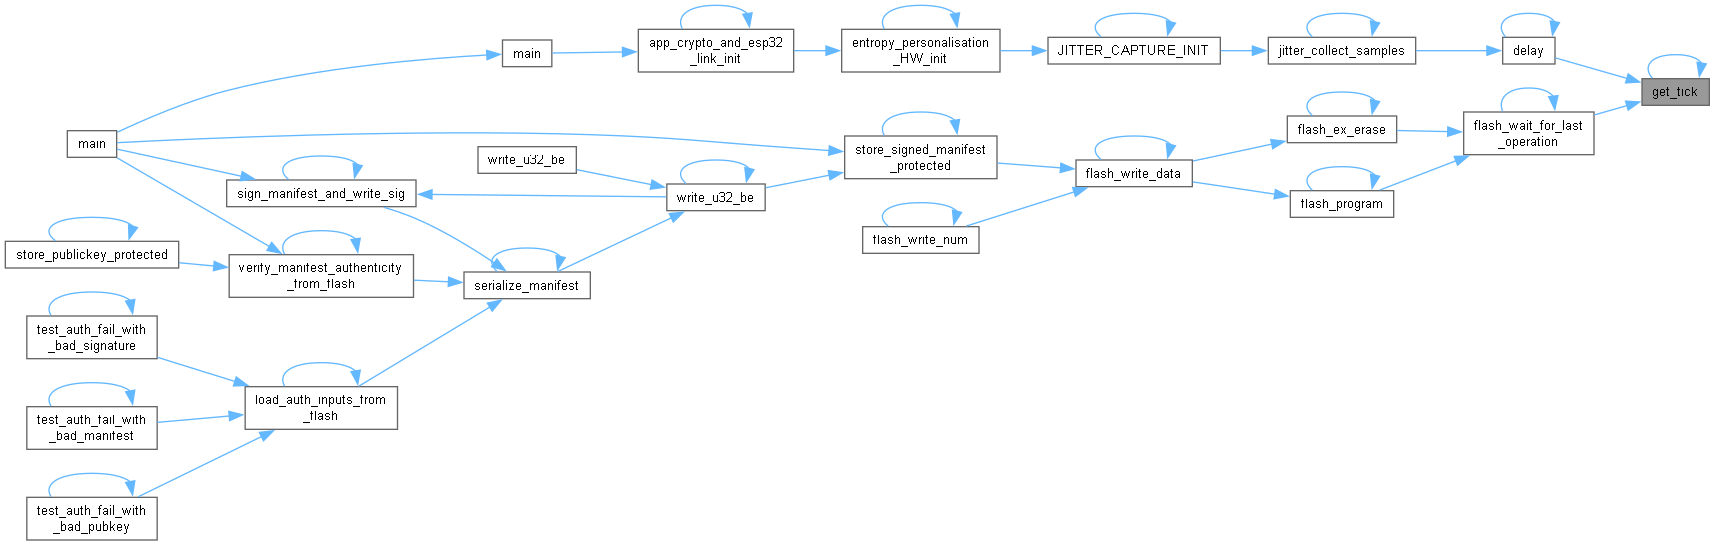 main
app_crypto_and_esp32
_link_init
entropy_personalisation
_HW_init
JITTER_CAPTURE_INIT
jitter_collect_samples
delay
get_tick
main
write_u32_be
store_signed_manifest
_protected
flash_ex_erase
flash_wait_for_last
_operation
sign_manifest_and_write_sig
write_u32_be
flash_write_data
flash_program
flash_write_num
store_publickey_protected
verify_manifest_authenticity
_from_flash
serialize_manifest
test_auth_fail_with
_bad_signature
load_auth_inputs_from
_flash
test_auth_fail_with
_bad_manifest
test_auth_fail_with
_bad_pubkey